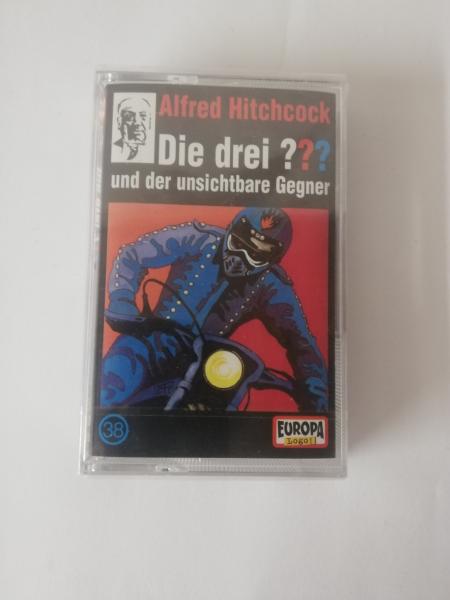 Alfred Hitchcock
Die drei ???
und der unsichtbare Gegner
38
EUROPA
Logo!